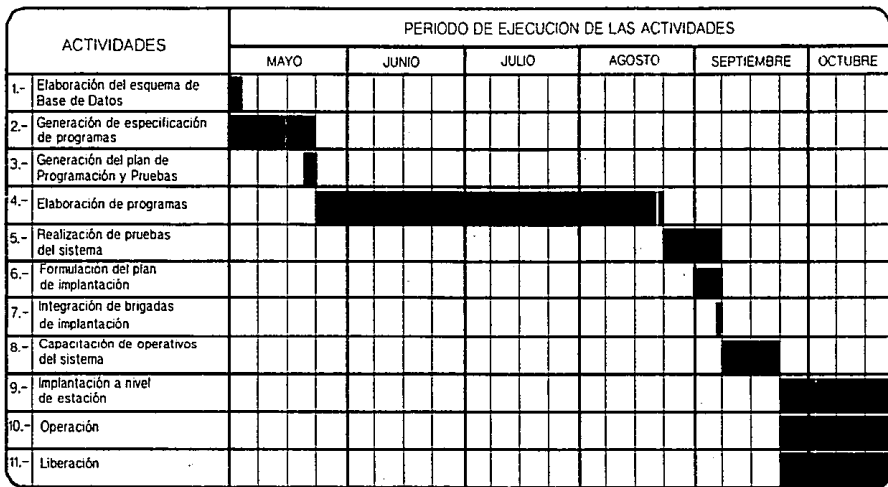 ACTIVIDADES
PERIODO DE EJECUCION DE LAS ACTIVIDADES
MAYO JUNIO JULIO AGOSTO SEPTIEMBRE OCTUBRE
1.- Elaboración del esquema de
Base de Datos
2.- Generación de especificación
de programas
3.- Generación del plan de
Programación y Pruebas
4.- Elaboración de programas
5.- Realización de pruebas
del sistema
6.- Formulación del plan
de implantación
7.- Integración de brigadas
de implantación
8.- Capacitación de operativos
del sistema
9.- Implantación a nivel
de estación
10.- Operación
11.- Liberación